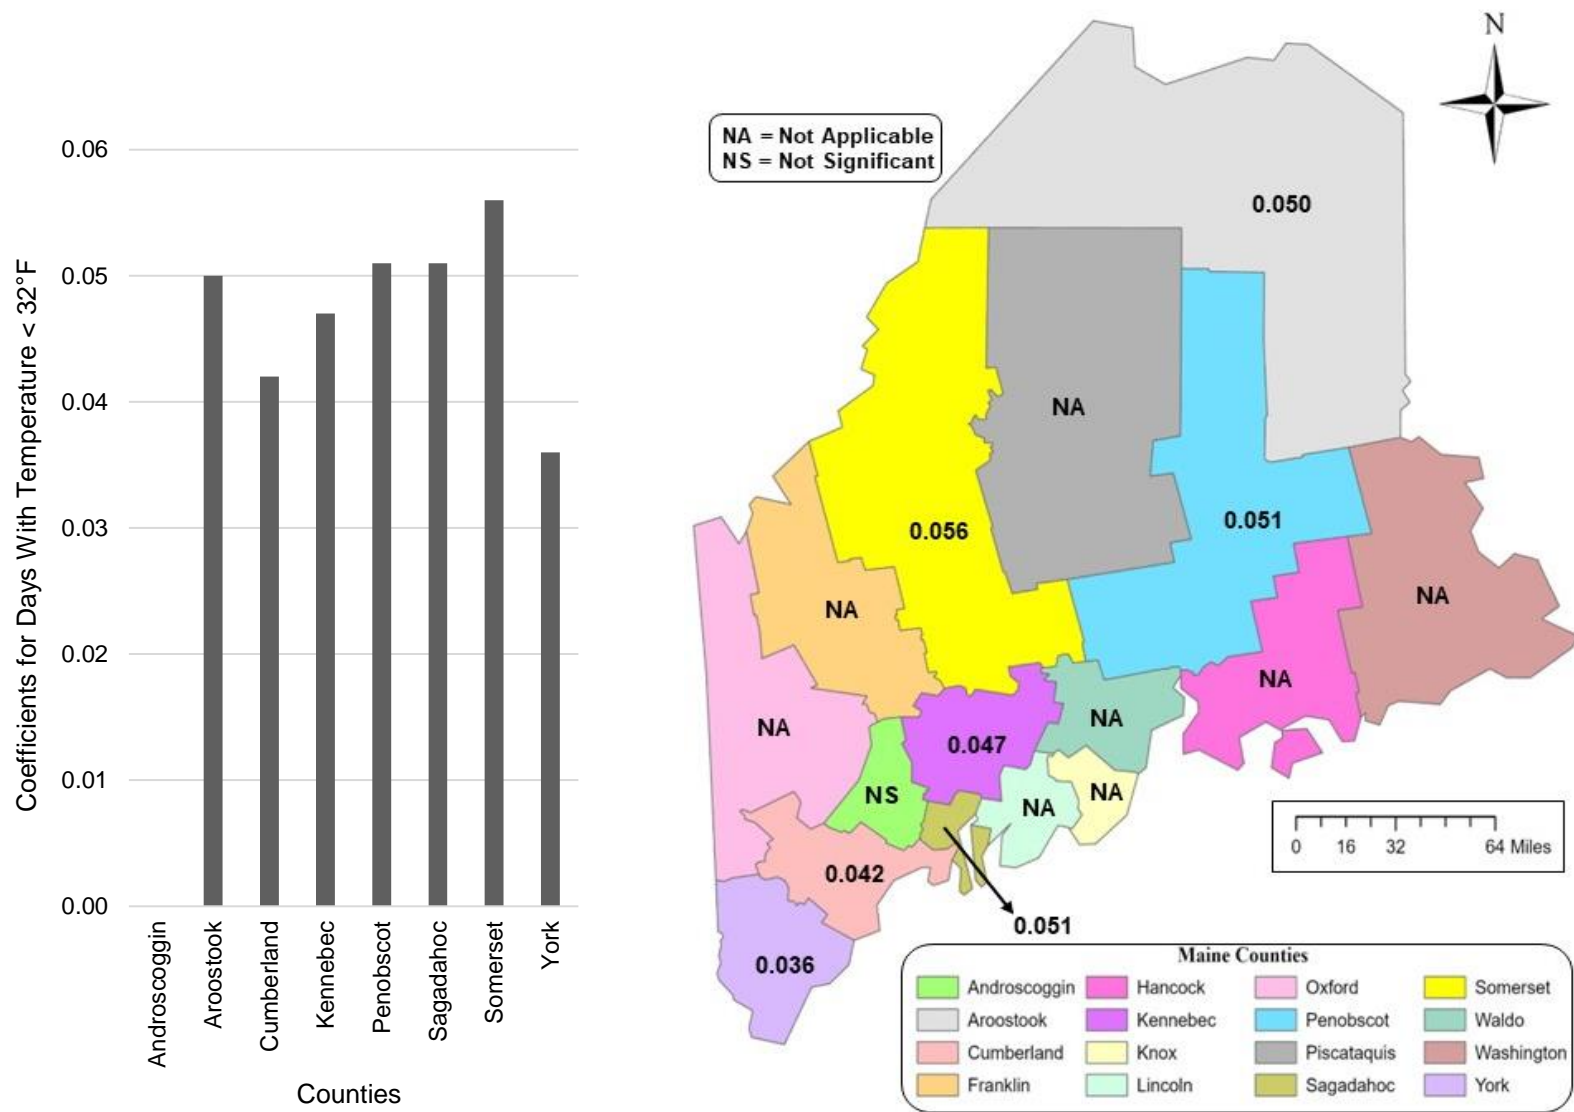 0.06
0.05
0.04
0.03
0.02
0.01
0.00
Coefficients for Days With Temperature < 32°F
Androscoggin
Aroostook
Cumberland
Kennebec
Penobscot
Sagadahoc
Somerset
York
Counties
N
NA = Not Applicable
NS = Not Significant
0.050
NA
0.056
0.051
NA
NA
NA
NA
NA
0.047
NS
NA
NA
0.042
0.051
0.036
0 16 32 64 Miles
Maine Counties
Androscoggin Hancock Oxford Somerset
Aroostook Kennebec Penobscot Waldo
Cumberland Knox Piscataquis Washington
Franklin Lincoln Sagadahoc York